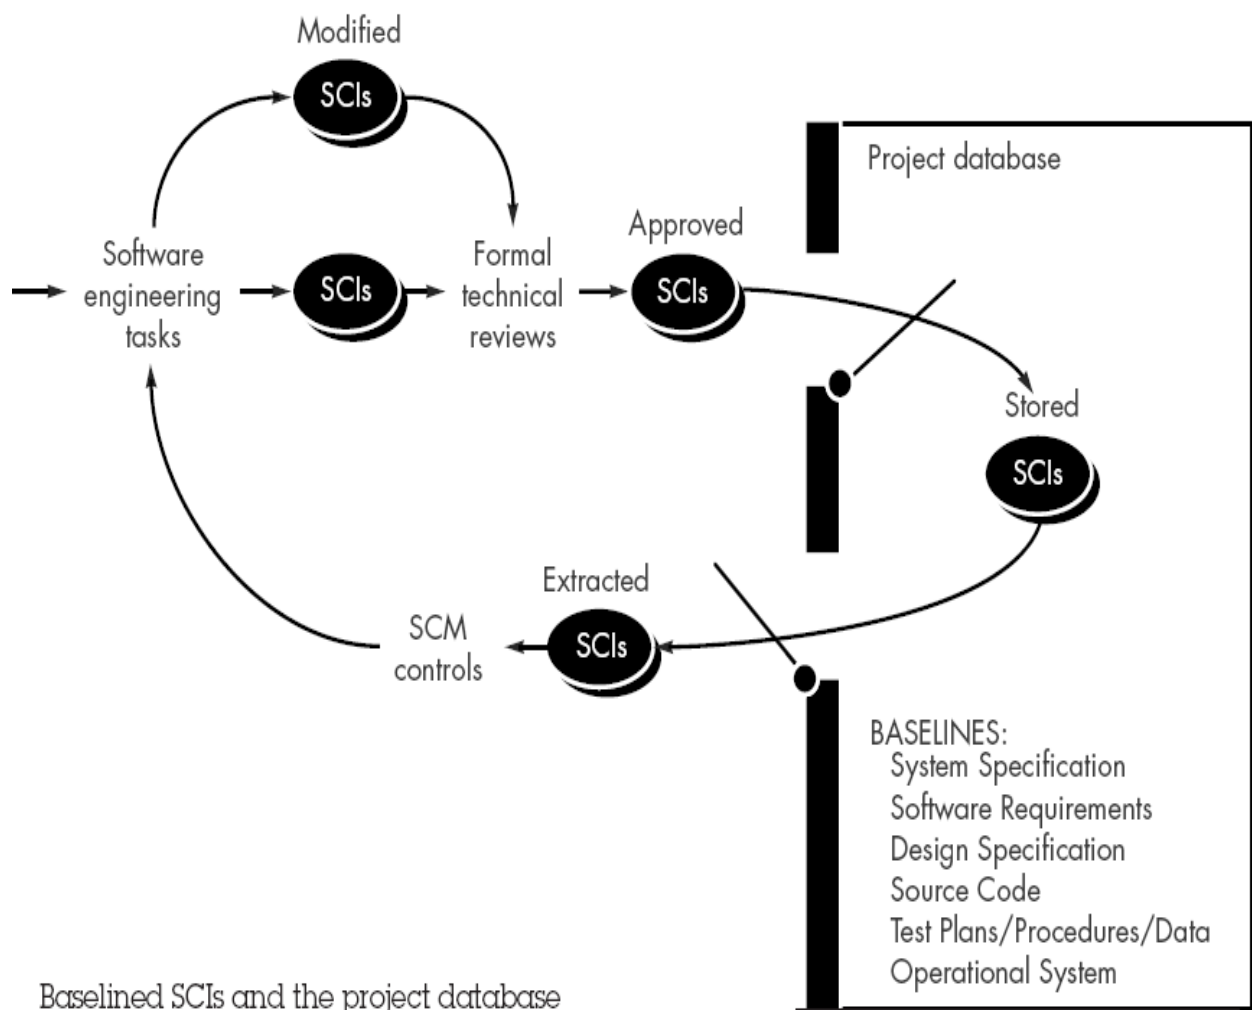 Modified
SCIs
Project database
Software
engineering
tasks
SCIs
Formal
technical
reviews
Approved
SCIs
Stored
SCIs
Extracted
SCIs
SCM
controls
BASELINES:
System Specification
Software Requirements
Design Specification
Source Code
Test Plans/Procedures/Data
Operational System
Baselined SCIs and the project database